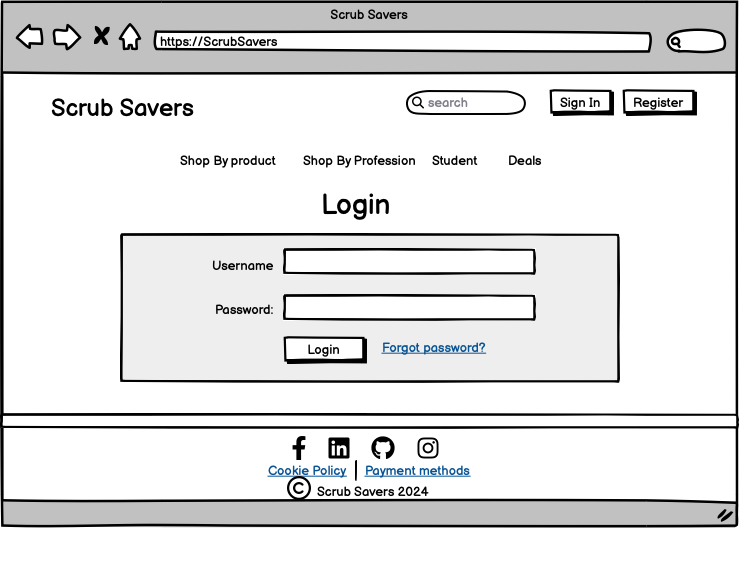 Scrub Savers
https://ScrubSavers
Scrub Savers
search
Sign In
Register
Shop By product
Shop By Profession
Student
Deals
Login
Username
Password:
Login
Forgot password?
Cookie Policy
Payment methods
© Scrub Savers 2024